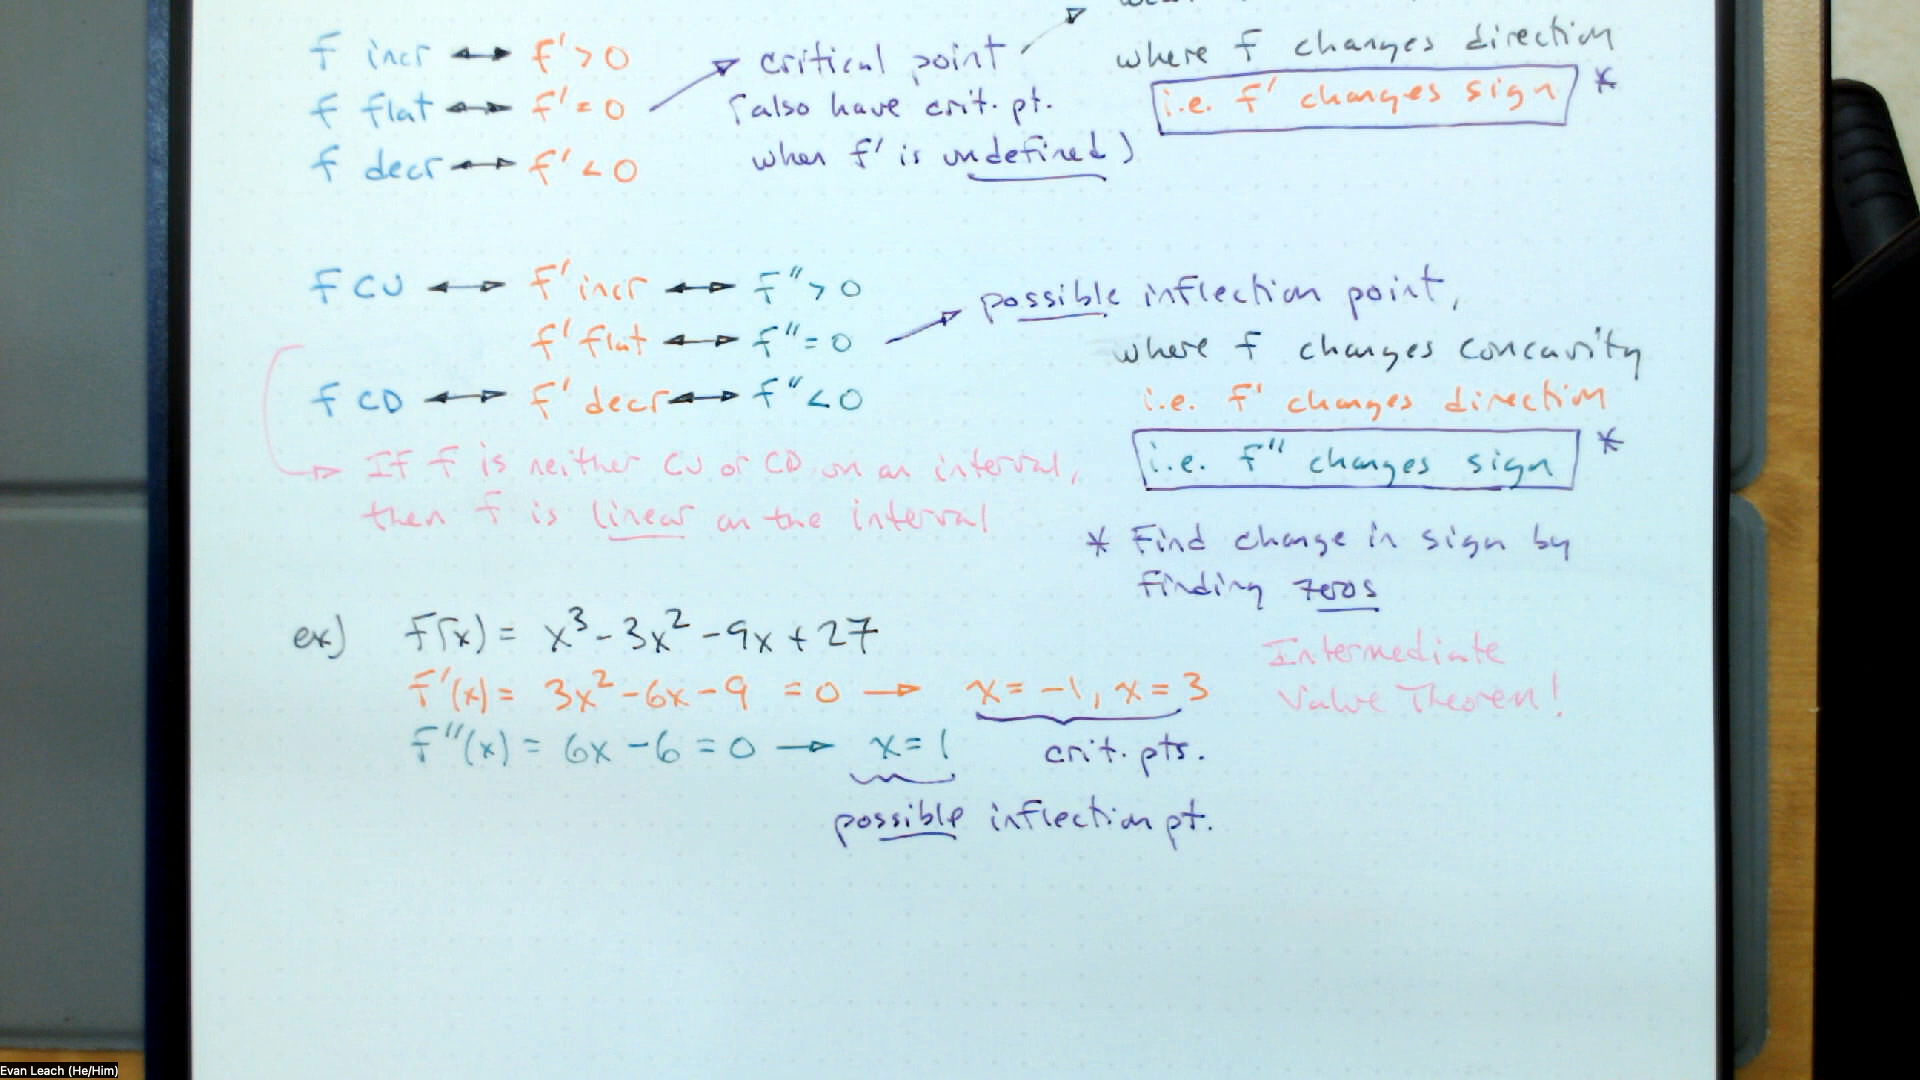 f incr ↔ f' > 0
f flat ↔ f' = 0
f decr ↔ f' < 0
critical point
(also have crit. pt.
when f' is undefined)
where f changes direction
i.e. f' changes sign *
f CU ↔ f' incr ↔ f" > 0
f' flat ↔ f" = 0
f CD ↔ f' decr ↔ f" < 0
possible inflection point,
where f changes concavity
i.e. f' changes direction
i.e. f" changes sign *
If f is neither CU or CD on an interval,
then f is linear on the interval
* Find change in sign by
finding zeros
Intermediate
Value Theorem!
ex) f(x) = x³ - 3x² - 9x + 27
f'(x) = 3x² - 6x - 9 = 0 → x = -1, x = 3
f"(x) = 6x - 6 = 0 → x = 1
crit. pts.
possible inflection pt.
Evan Leach (He/Him)